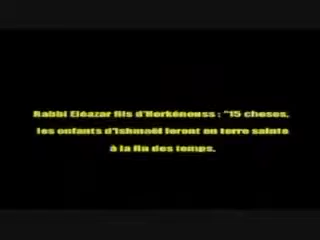 Rabbi Eléazar fils d'Horkénouss : "15 choses,
les enfants d'Ishmaël feront en terre sainte
à la fin des temps.